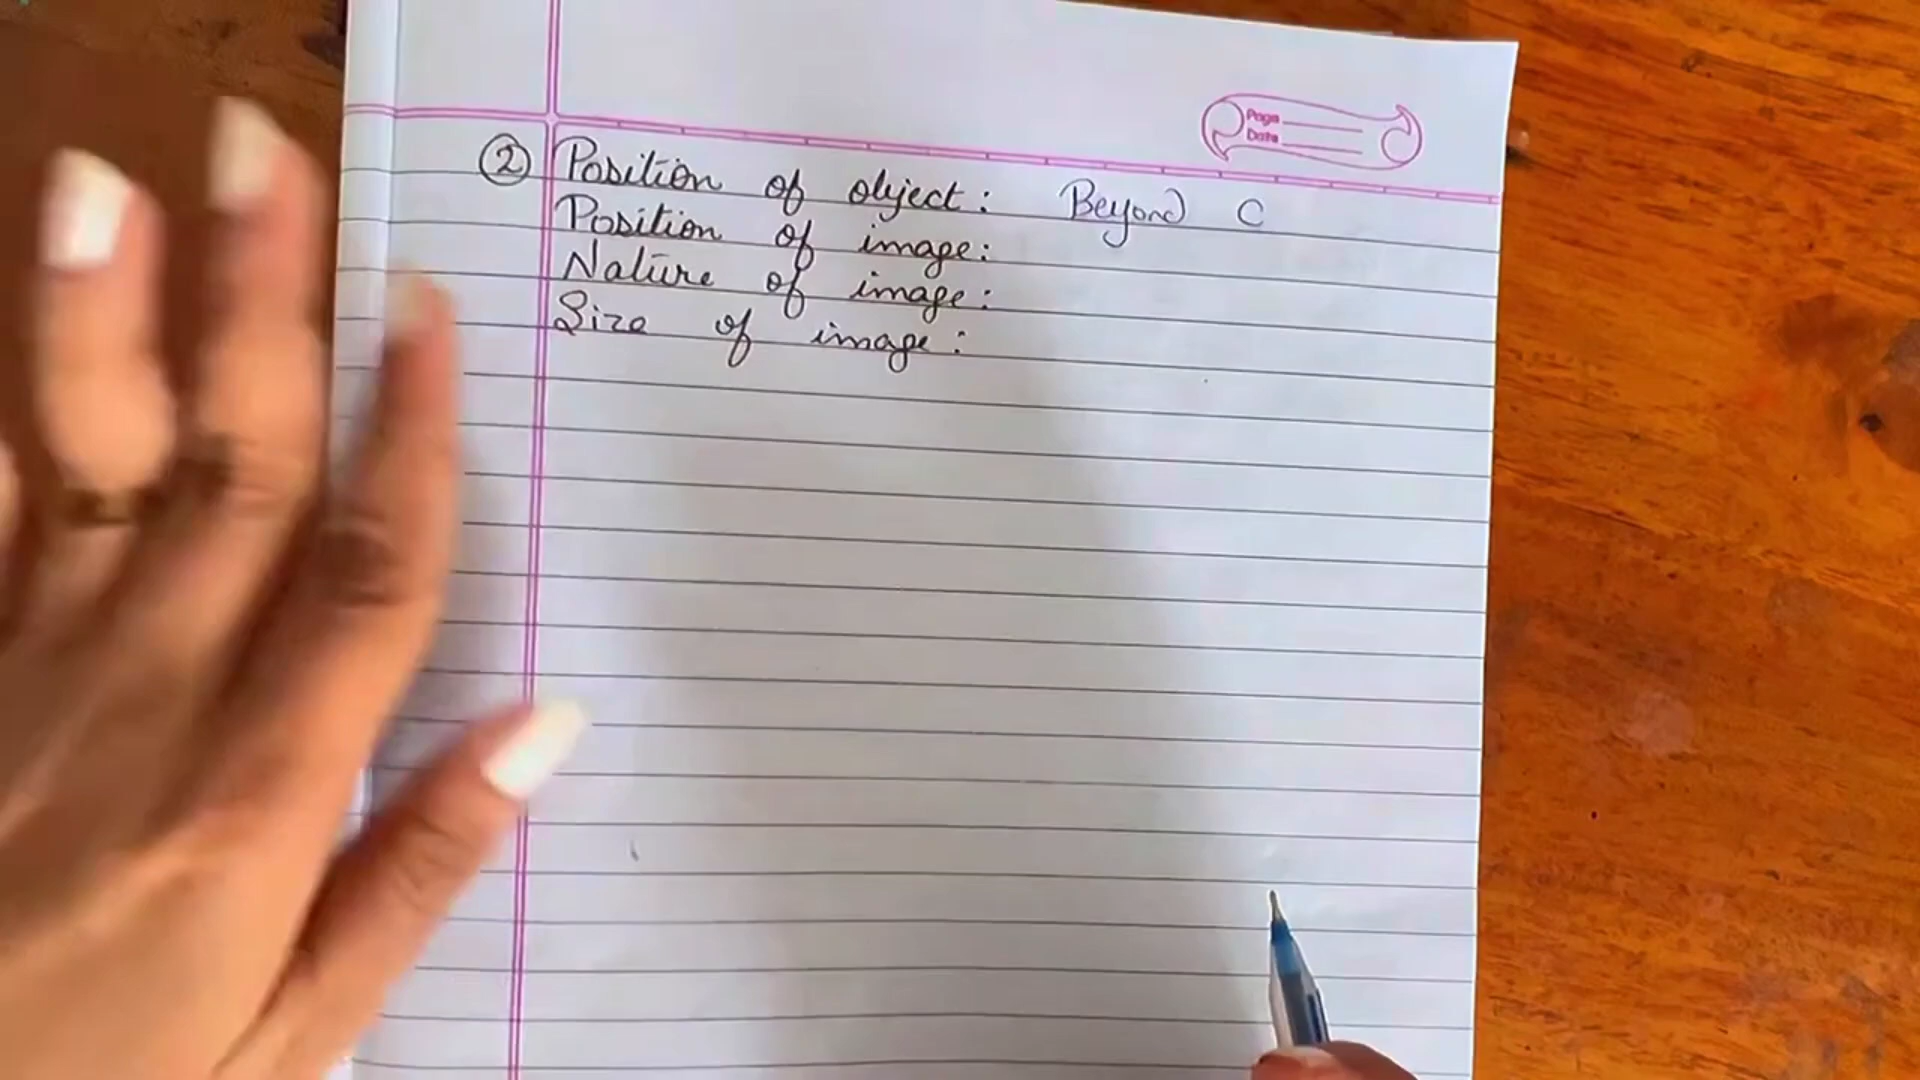 Page
Date
② Position of object: Beyond C
Position of image:
Nature of image:
Size of image: